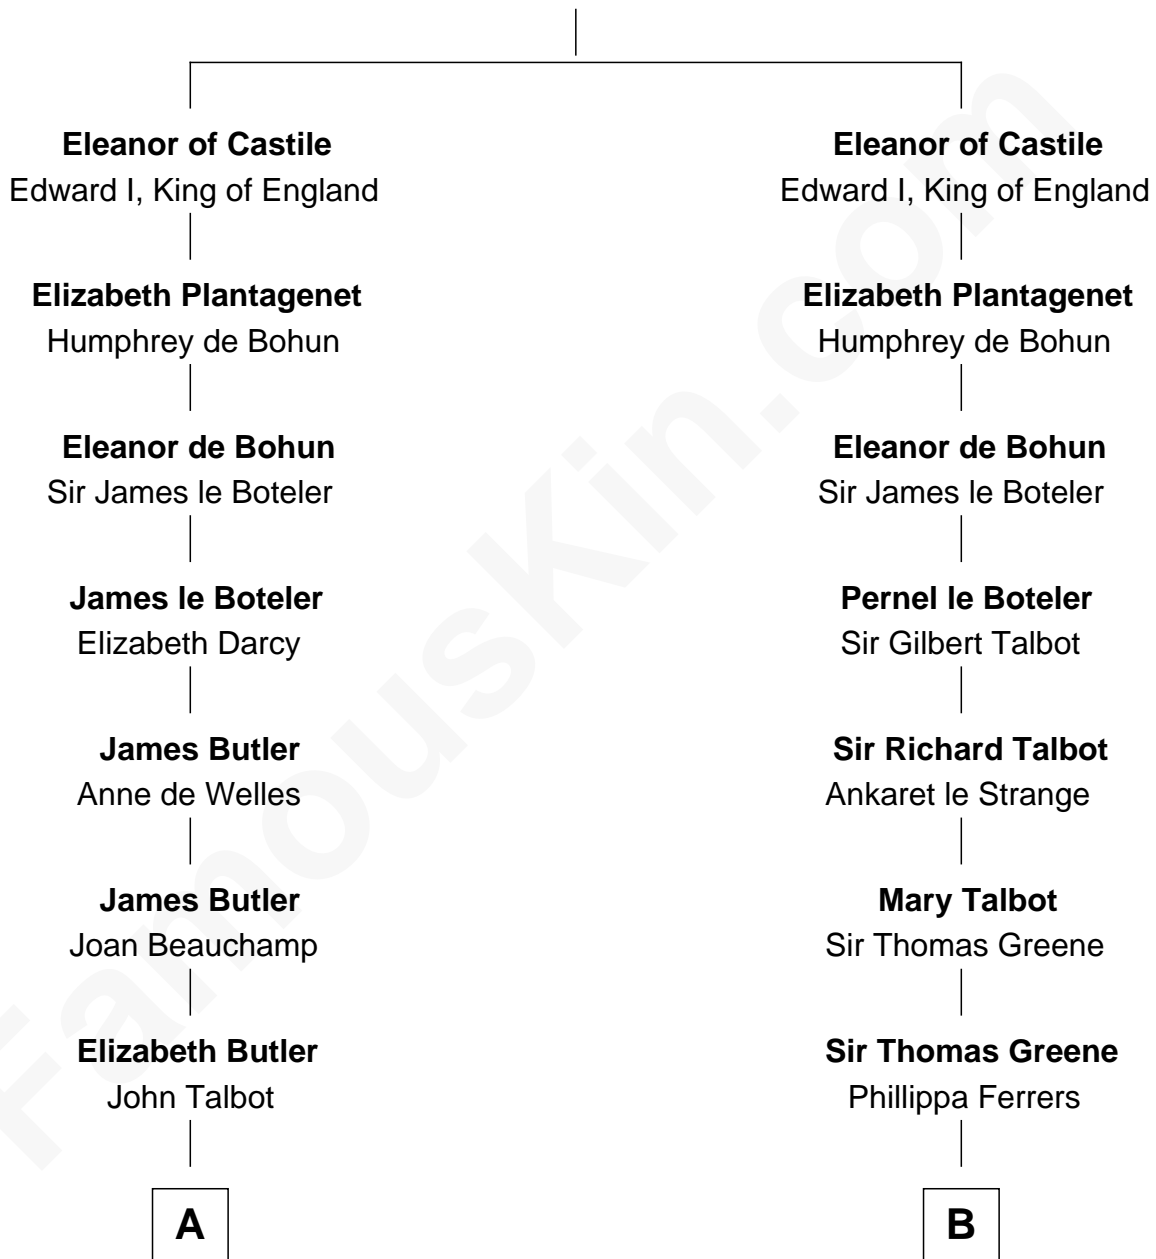 Eleanor of Castile
Edward I, King of England
Elizabeth Plantagenet
Humphrey de Bohun
Eleanor de Bohun
Sir James le Boteler
James le Boteler
Elizabeth Darcy
James Butler
Anne de Welles
James Butler
Joan Beauchamp
Elizabeth Butler
John Talbot
A
Eleanor of Castile
Edward I, King of England
Elizabeth Plantagenet
Humphrey de Bohun
Eleanor de Bohun
Sir James le Boteler
Pernel le Boteler
Sir Gilbert Talbot
Sir Richard Talbot
Ankaret le Strange
Mary Talbot
Sir Thomas Greene
Sir Thomas Greene
Phillippa Ferrers
B
FamousKin.com